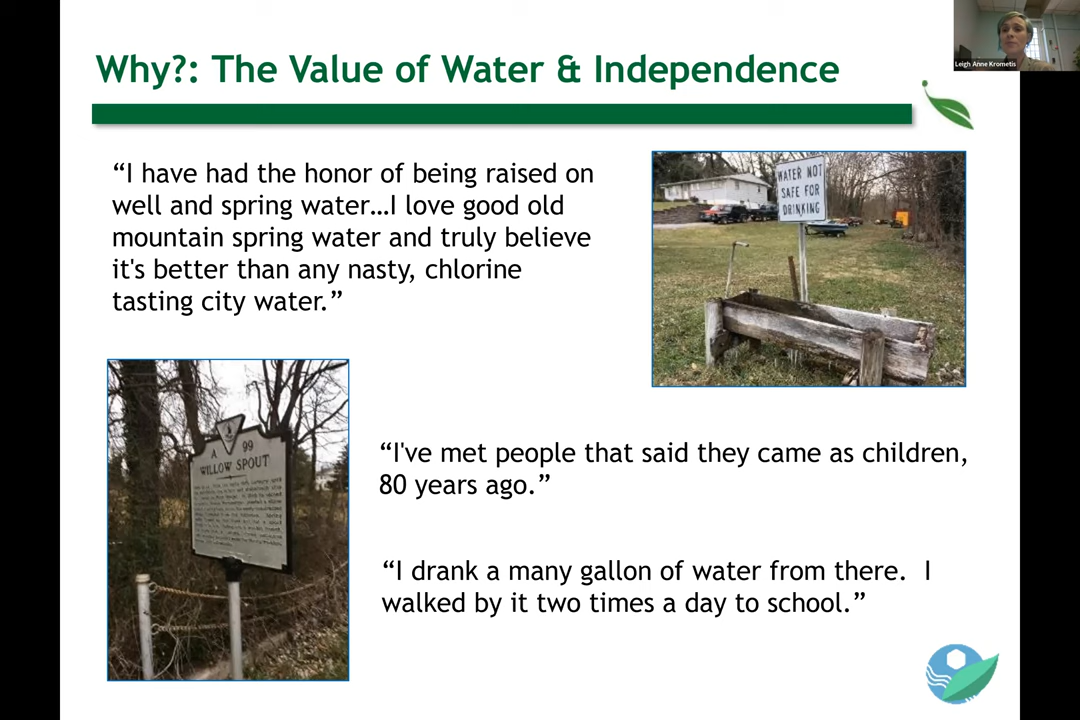 Why?: The Value of Water & Independence
Leigh Anne Krometis
“I have had the honor of being raised on
well and spring water…I love good old
mountain spring water and truly believe
it's better than any nasty, chlorine
tasting city water.”
WATER NOT
SAFE FOR
DRINKING
A 99
WILLOW SPOUT
“I've met people that said they came as children,
80 years ago.”
“I drank a many gallon of water from there.  I
walked by it two times a day to school.”